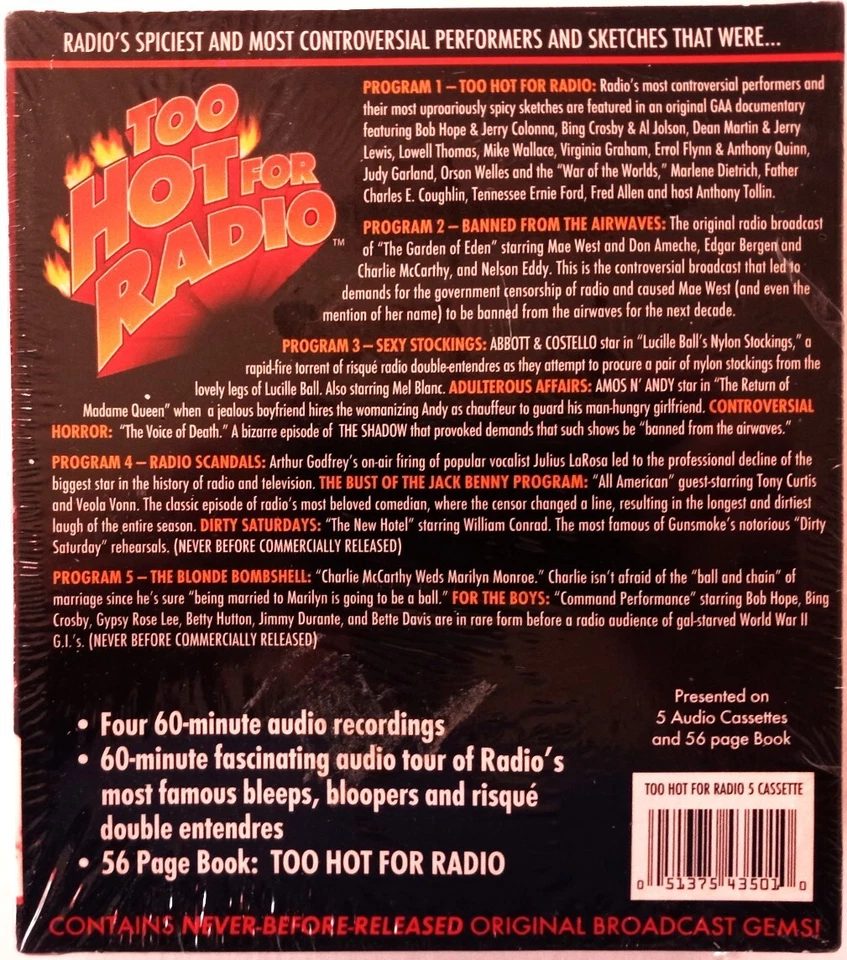 RADIO'S SPICIEST AND MOST CONTROVERSIAL PERFORMERS AND SKETCHES THAT WERE...
TOO
HOT FOR
RADIO™
PROGRAM 1 – TOO HOT FOR RADIO: Radio's most controversial performers and
their most uproariously spicy sketches are featured in an original GAA documentary
featuring Bob Hope & Jerry Colonna, Bing Crosby & Al Jolson, Dean Martin & Jerry
Lewis, Lowell Thomas, Mike Wallace, Virginia Graham, Errol Flynn & Anthony Quinn,
Judy Garland, Orson Welles and the "War of the Worlds," Marlene Dietrich, Father
Charles E. Coughlin, Tennessee Ernie Ford, Fred Allen and host Anthony Tollin.
PROGRAM 2 – BANNED FROM THE AIRWAVES: The original radio broadcast
of "The Garden of Eden" starring Mae West and Don Ameche, Edgar Bergen and
Charlie McCarthy, and Nelson Eddy. This is the controversial broadcast that led to
demands for the government censorship of radio and caused Mae West (and even the
mention of her name) to be banned from the airwaves for the next decade.
PROGRAM 3 – SEXY STOCKINGS: ABBOTT & COSTELLO star in "Lucille Ball's Nylon Stockings," a
rapid-fire torrent of risqué radio double-entendres as they attempt to procure a pair of nylon stockings from the
lovely legs of Lucille Ball. Also starring Mel Blanc. ADULTEROUS AFFAIRS: AMOS N' ANDY star in "The Return of
Madame Queen" when a jealous boyfriend hires the womanizing Andy as chauffeur to guard his man-hungry girlfriend. CONTROVERSIAL
HORROR: "The Voice of Death." A bizarre episode of THE SHADOW that provoked demands that such shows be "banned from the airwaves."
PROGRAM 4 – RADIO SCANDALS: Arthur Godfrey's on-air firing of popular vocalist Julius LaRosa led to the professional decline of the
biggest star in the history of radio and television. THE BUST OF THE JACK BENNY PROGRAM: "All American" guest-starring Tony Curtis
and Veola Vonn. The classic episode of radio's most beloved comedian, where the censor changed a line, resulting in the longest and dirtiest
laugh of the entire season. DIRTY SATURDAYS: "The New Hotel" starring William Conrad. The most famous of Gunsmoke's notorious "Dirty
Saturday" rehearsals. (NEVER BEFORE COMMERCIALLY RELEASED)
PROGRAM 5 – THE BLONDE BOMBSHELL: "Charlie McCarthy Weds Marilyn Monroe." Charlie isn't afraid of the "ball and chain" of
marriage since he's sure "being married to Marilyn is going to be a ball." FOR THE BOYS: "Command Performance" starring Bob Hope, Bing
Crosby, Gypsy Rose Lee, Betty Hutton, Jimmy Durante, and Bette Davis are in rare form before a radio audience of gal-starved World War II
G.I.'s. (NEVER BEFORE COMMERCIALLY RELEASED)
• Four 60-minute audio recordings
• 60-minute fascinating audio tour of Radio's
most famous bleeps, bloopers and risqué
double entendres
• 56 Page Book: TOO HOT FOR RADIO
Presented on
5 Audio Cassettes
and 56 page Book
TOO HOT FOR RADIO 5 CASSETTE
0 51375 43501 0
CONTAINS NEVER-BEFORE-RELEASED ORIGINAL BROADCAST GEMS!